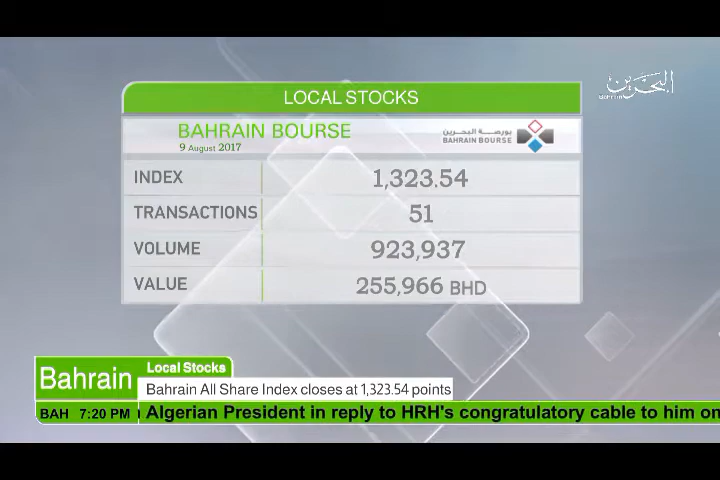 LOCAL STOCKS
البحرين
BAHRAIN
BAHRAIN BOURSE
9 August 2017
بورصة البحرين
BAHRAIN BOURSE
INDEX 1,323.54
TRANSACTIONS 51
VOLUME 923,937
VALUE 255,966 BHD
Local Stocks
Bahrain
Bahrain All Share Index closes at 1,323.54 points
BAH 7:20 PM Algerian President in reply to HRH's congratulatory cable to him on